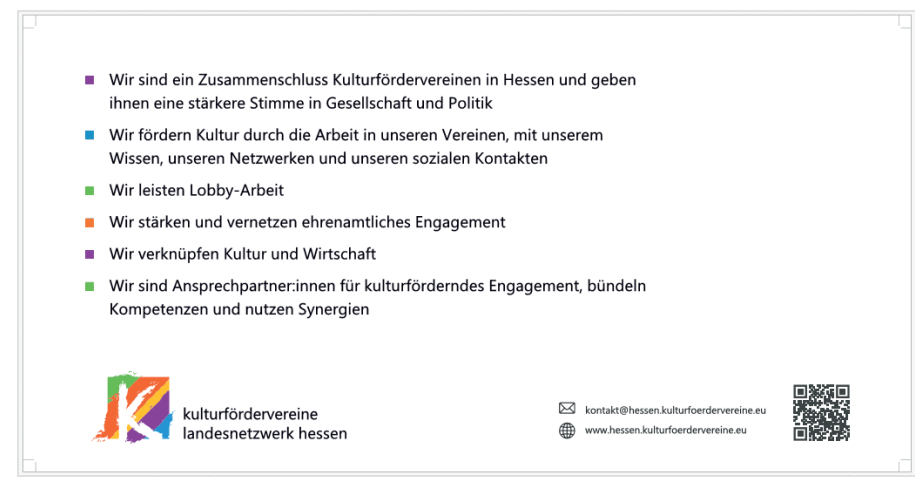 Wir sind ein Zusammenschluss Kulturfördervereinen in Hessen und geben
ihnen eine stärkere Stimme in Gesellschaft und Politik
Wir fördern Kultur durch die Arbeit in unseren Vereinen, mit unserem
Wissen, unseren Netzwerken und unseren sozialen Kontakten
Wir leisten Lobby-Arbeit
Wir stärken und vernetzen ehrenamtliches Engagement
Wir verknüpfen Kultur und Wirtschaft
Wir sind Ansprechpartner:innen für kulturförderndes Engagement, bündeln
Kompetenzen und nutzen Synergien
K
kulturfördervereine
landesnetzwerk hessen
kontakt@hessen.kulturfoerdervereine.eu
www.hessen.kulturfoerdervereine.eu